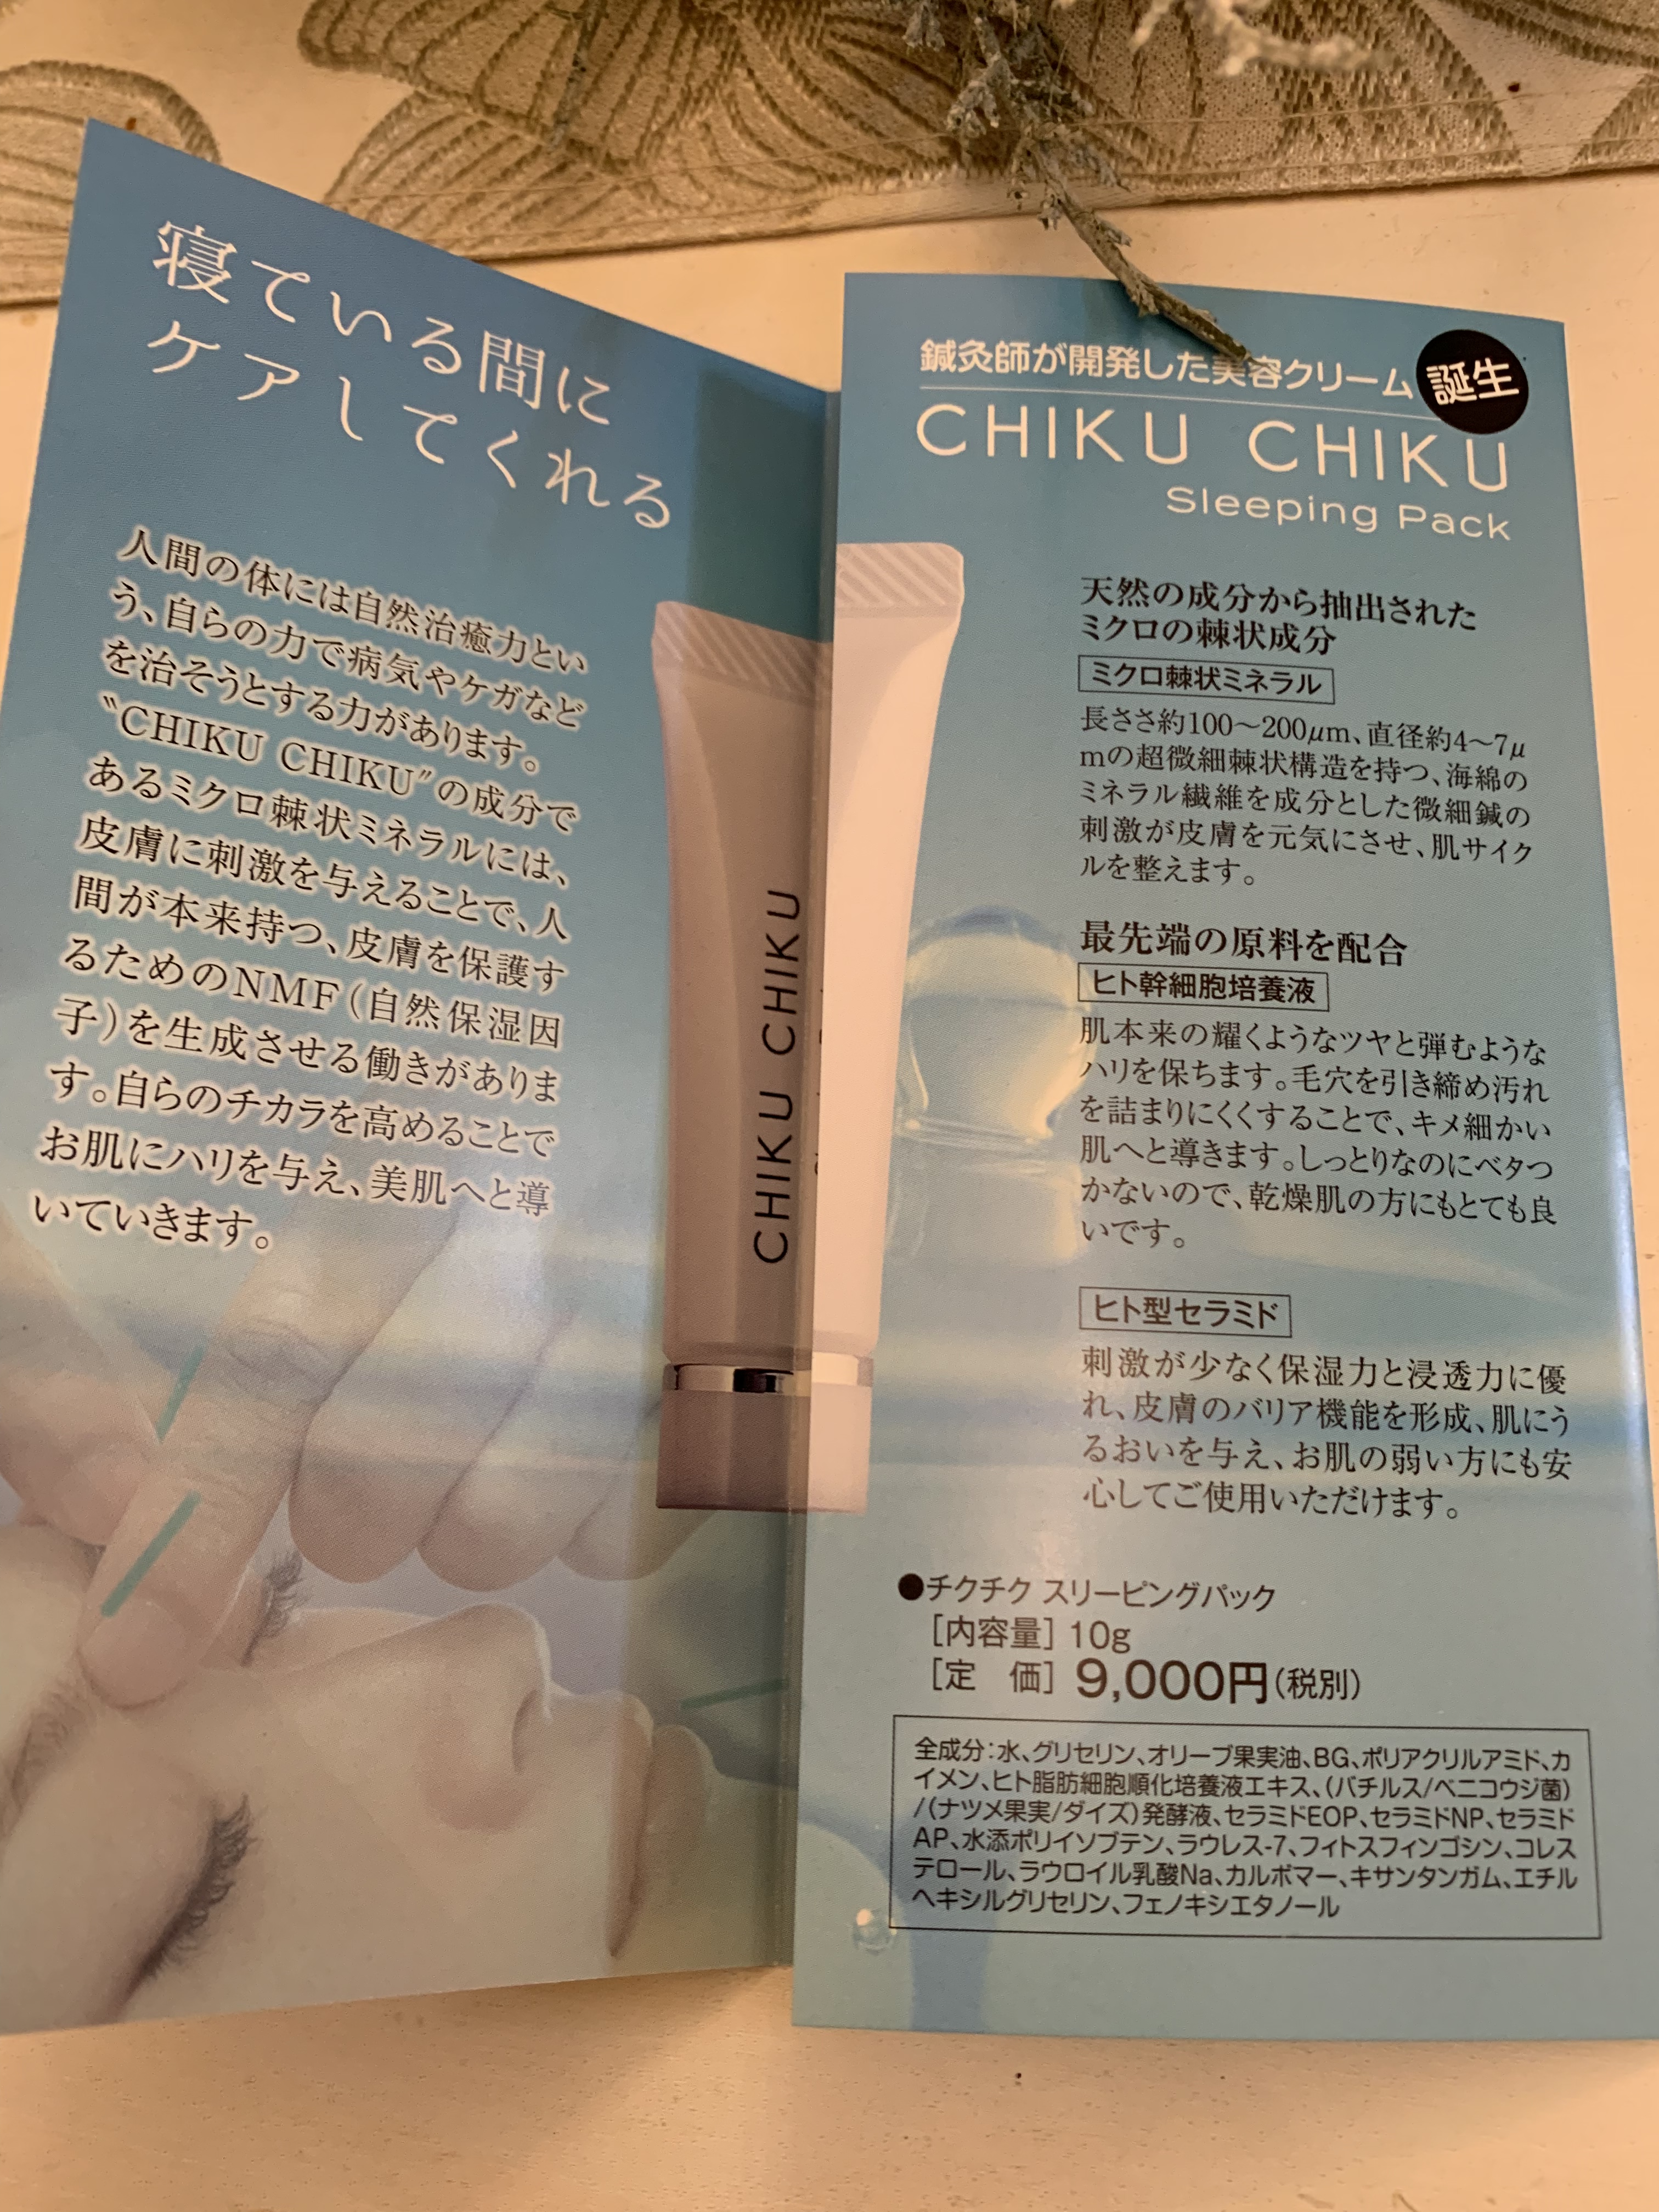 寝ている間に
ケアしてくれる
人間の体には自然治癒力とい
う、自らの力で病気やケガなど
を治そうとする力があります。
〝CHIKU CHIKU″の成分で
あるミクロ棘状ミネラルには、
皮膚に刺激を与えることで、人
間が本来持つ、皮膚を保護す
るためのNMF(自然保湿因
子)を生成させる働きがありま
す。自らのチカラを高めることで
お肌にハリを与え、美肌へと導
いていきます。
CHIKU CHIKU
鍼灸師が開発した美容クリーム 誕生
CHIKU CHIKU
Sleeping Pack
天然の成分から抽出された
ミクロの棘状成分
ミクロ棘状ミネラル
長ささ約100〜200μm、直径約4〜7μ
mの超微細棘状構造を持つ、海綿の
ミネラル繊維を成分とした微細鍼の
刺激が皮膚を元気にさせ、肌サイク
ルを整えます。
最先端の原料を配合
ヒト幹細胞培養液
肌本来の耀くようなツヤと弾むような
ハリを保ちます。毛穴を引き締め汚れ
を詰まりにくくすることで、キメ細かい
肌へと導きます。しっとりなのにベタつ
かないので、乾燥肌の方にもとても良
いです。
ヒト型セラミド
刺激が少なく保湿力と浸透力に優
れ、皮膚のバリア機能を形成、肌にう
るおいを与え、お肌の弱い方にも安
心してご使用いただけます。
●チクチク スリーピングパック
[内容量] 10g
[定 価] 9,000円(税別)
全成分:水、グリセリン、オリーブ果実油、BG、ポリアクリルアミド、カ
イメン、ヒト脂肪細胞順化培養液エキス、(バチルス/ベニコウジ菌)
/(ナツメ果実/ダイズ)発酵液、セラミドEOP、セラミドNP、セラミド
AP、水添ポリイソブテン、ラウレス-7、フィトスフィンゴシン、コレス
テロール、ラウロイル乳酸Na、カルボマー、キサンタンガム、エチル
ヘキシルグリセリン、フェノキシエタノール